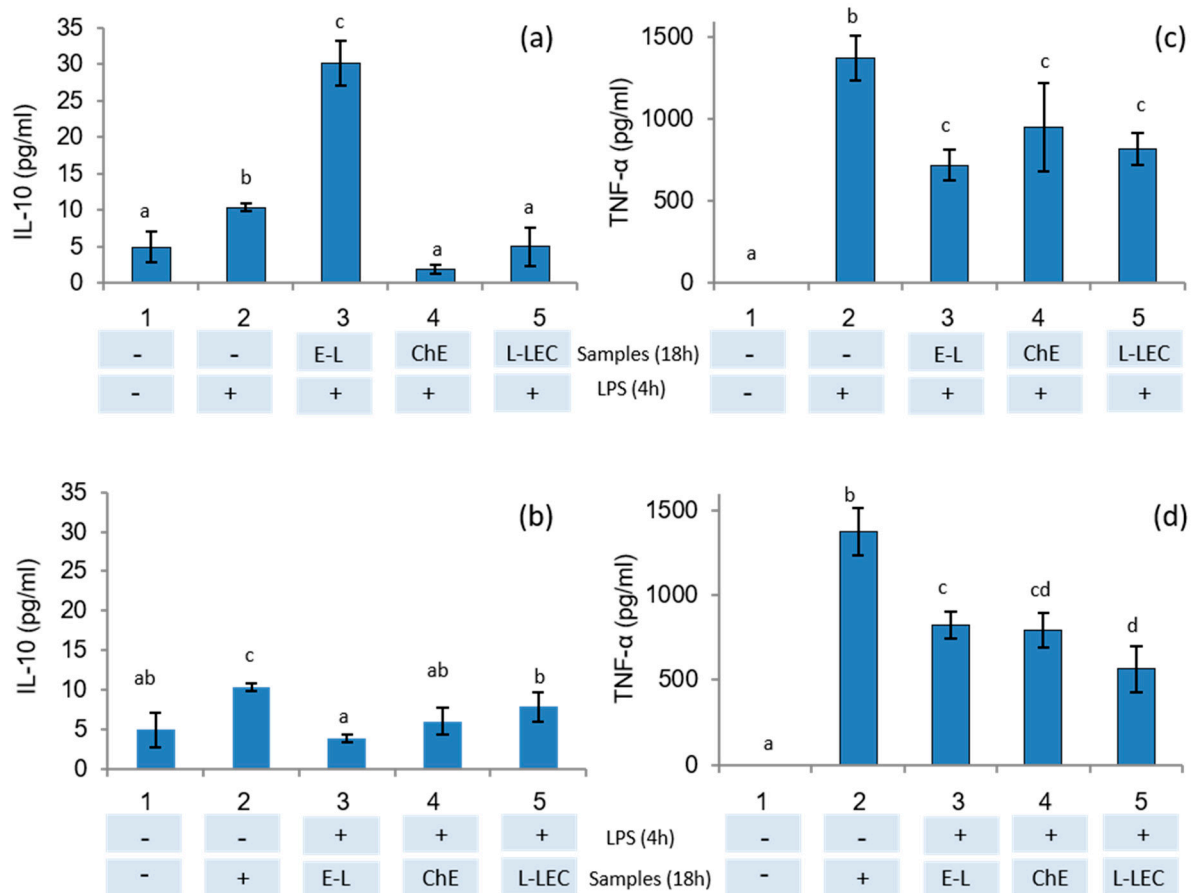 (a)
IL-10 (pg/ml)
35
30
25
20
15
10
5
0
a
b
c
a
a
1 2 3 4 5
(c)
TNF-α (pg/ml)
1500
1000
500
0
a
b
c
c
c
1 2 3 4 5
- - E-L ChE L-LEC Samples (18h) - - E-L ChE L-LEC
- + + + + LPS (4h) - + + + +
(b)
IL-10 (pg/ml)
35
30
25
20
15
10
5
0
ab
c
a
ab
b
1 2 3 4 5
(d)
TNF-α (pg/ml)
1500
1000
500
0
a
b
c
cd
d
1 2 3 4 5
- - + + + LPS (4h) - - + + +
- + E-L ChE L-LEC Samples (18h) - + E-L ChE L-LEC